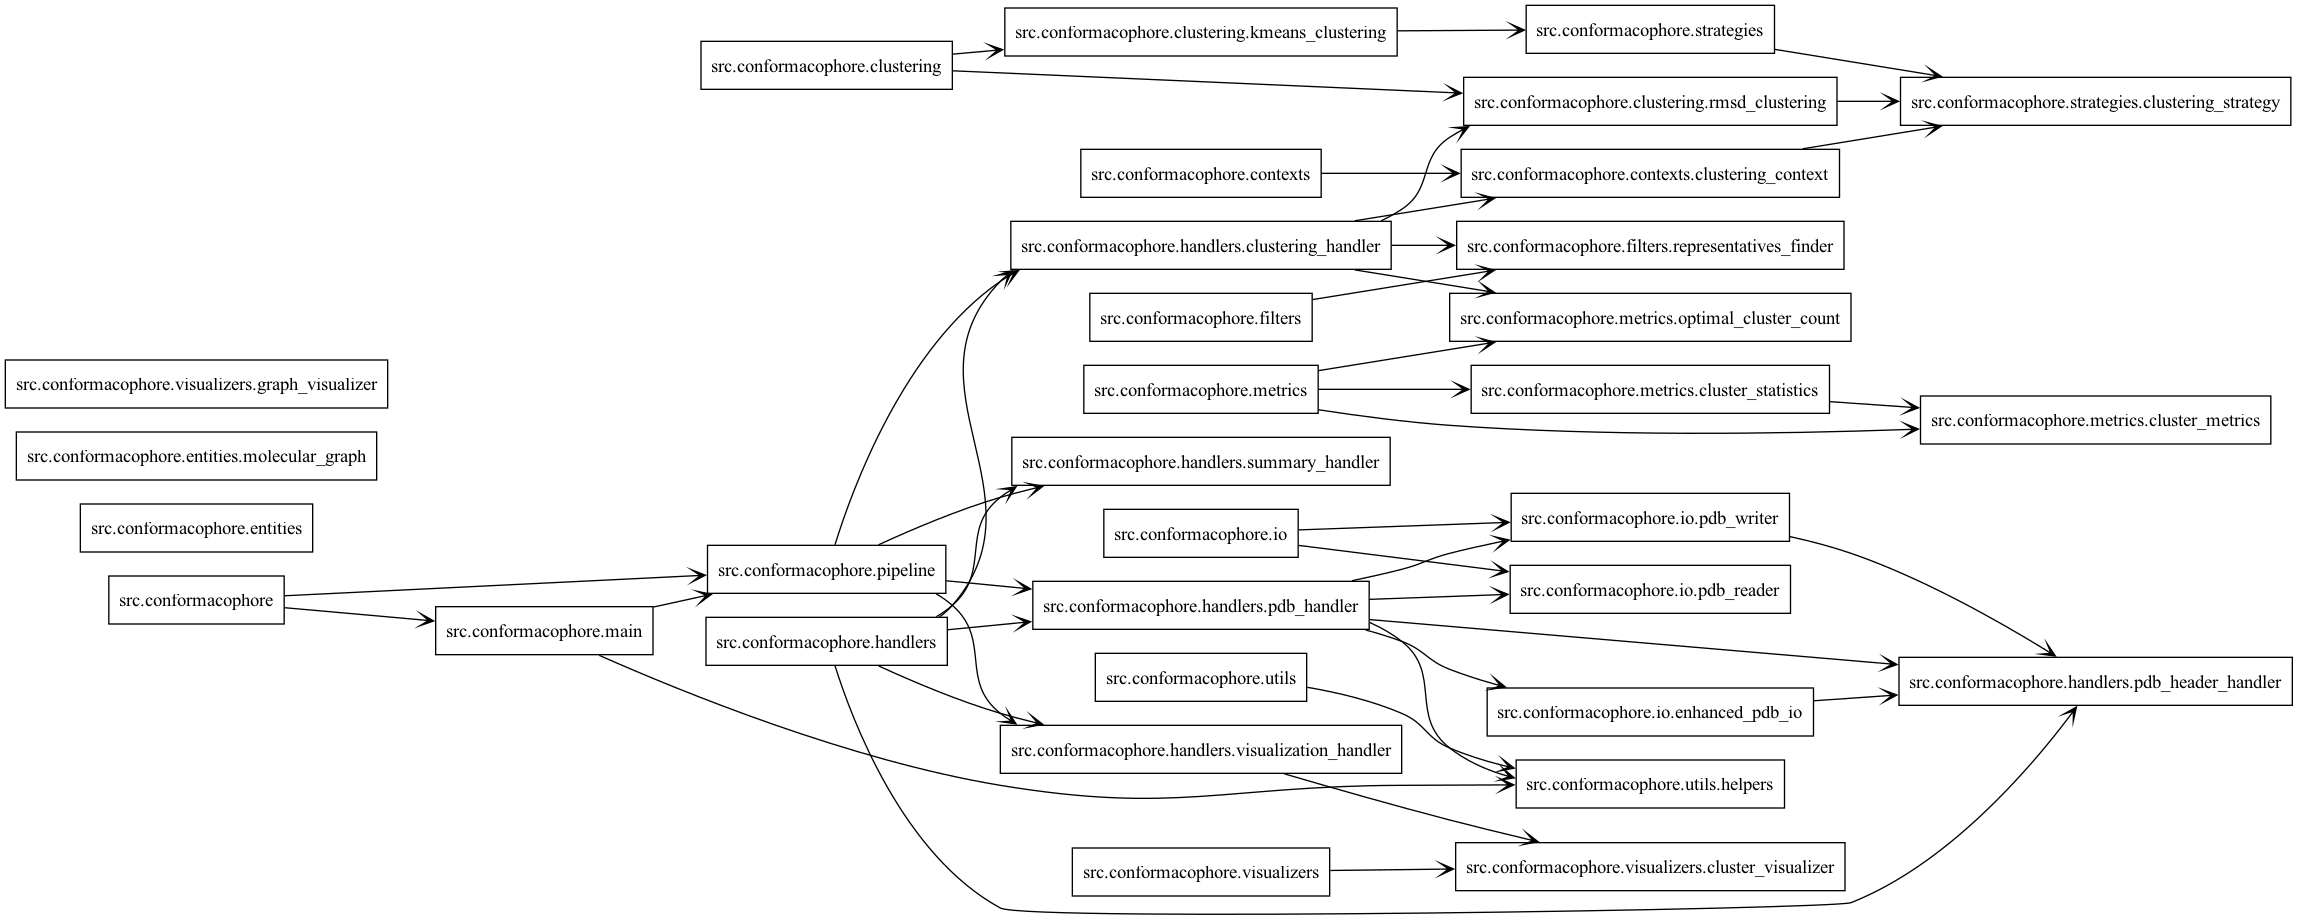 src.conformacophore.clustering.kmeans_clustering
src.conformacophore.strategies
src.conformacophore.clustering
src.conformacophore.clustering.rmsd_clustering
src.conformacophore.strategies.clustering_strategy
src.conformacophore.contexts
src.conformacophore.contexts.clustering_context
src.conformacophore.handlers.clustering_handler
src.conformacophore.filters.representatives_finder
src.conformacophore.filters
src.conformacophore.metrics.optimal_cluster_count
src.conformacophore.visualizers.graph_visualizer
src.conformacophore.metrics
src.conformacophore.metrics.cluster_statistics
src.conformacophore.metrics.cluster_metrics
src.conformacophore.entities.molecular_graph
src.conformacophore.handlers.summary_handler
src.conformacophore.entities
src.conformacophore.io
src.conformacophore.io.pdb_writer
src.conformacophore
src.conformacophore.pipeline
src.conformacophore.handlers.pdb_handler
src.conformacophore.io.pdb_reader
src.conformacophore.main
src.conformacophore.handlers
src.conformacophore.utils
src.conformacophore.handlers.pdb_header_handler
src.conformacophore.io.enhanced_pdb_io
src.conformacophore.handlers.visualization_handler
src.conformacophore.utils.helpers
src.conformacophore.visualizers
src.conformacophore.visualizers.cluster_visualizer